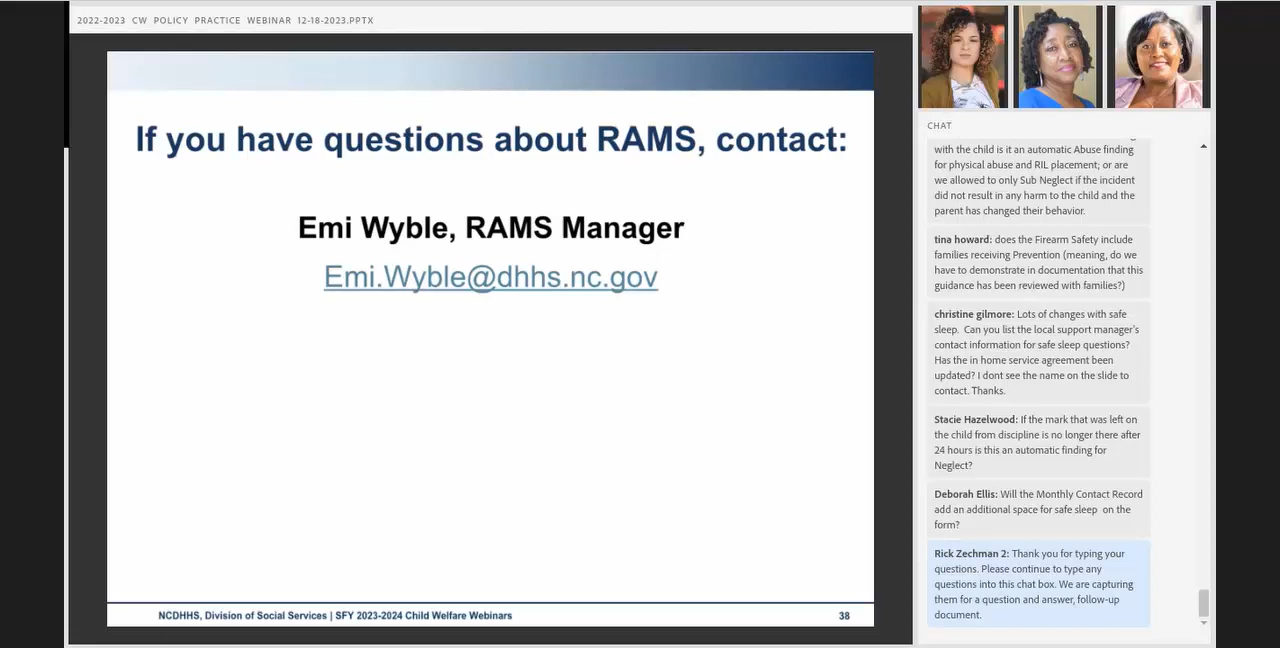 2022-2023 CW POLICY PRACTICE WEBINAR 12-18-2023.PPTX
If you have questions about RAMS, contact:
Emi Wyble, RAMS Manager
Emi.Wyble@dhhs.nc.gov
NCDHHS, Division of Social Services | SFY 2023-2024 Child Welfare Webinars
38
CHAT
with the child is it an automatic Abuse finding
for physical abuse and RIL placement; or are
we allowed to only Sub Neglect if the incident
did not result in any harm to the child and the
parent has changed their behavior.
tina howard: does the Firearm Safety include
families receiving Prevention (meaning, do we
have to demonstrate in documentation that this
guidance has been reviewed with families?)
christine gilmore: Lots of changes with safe
sleep. Can you list the local support manager's
contact information for safe sleep questions?
Has the in home service agreement been
updated? I dont see the name on the slide to
contact. Thanks.
Stacie Hazelwood: If the mark that was left on
the child from discipline is no longer there after
24 hours is this an automatic finding for
Neglect?
Deborah Ellis: Will the Monthly Contact Record
add an additional space for safe sleep on the
form?
Rick Zechman 2: Thank you for typing your
questions. Please continue to type any
questions into this chat box. We are capturing
them for a question and answer, follow-up
document.